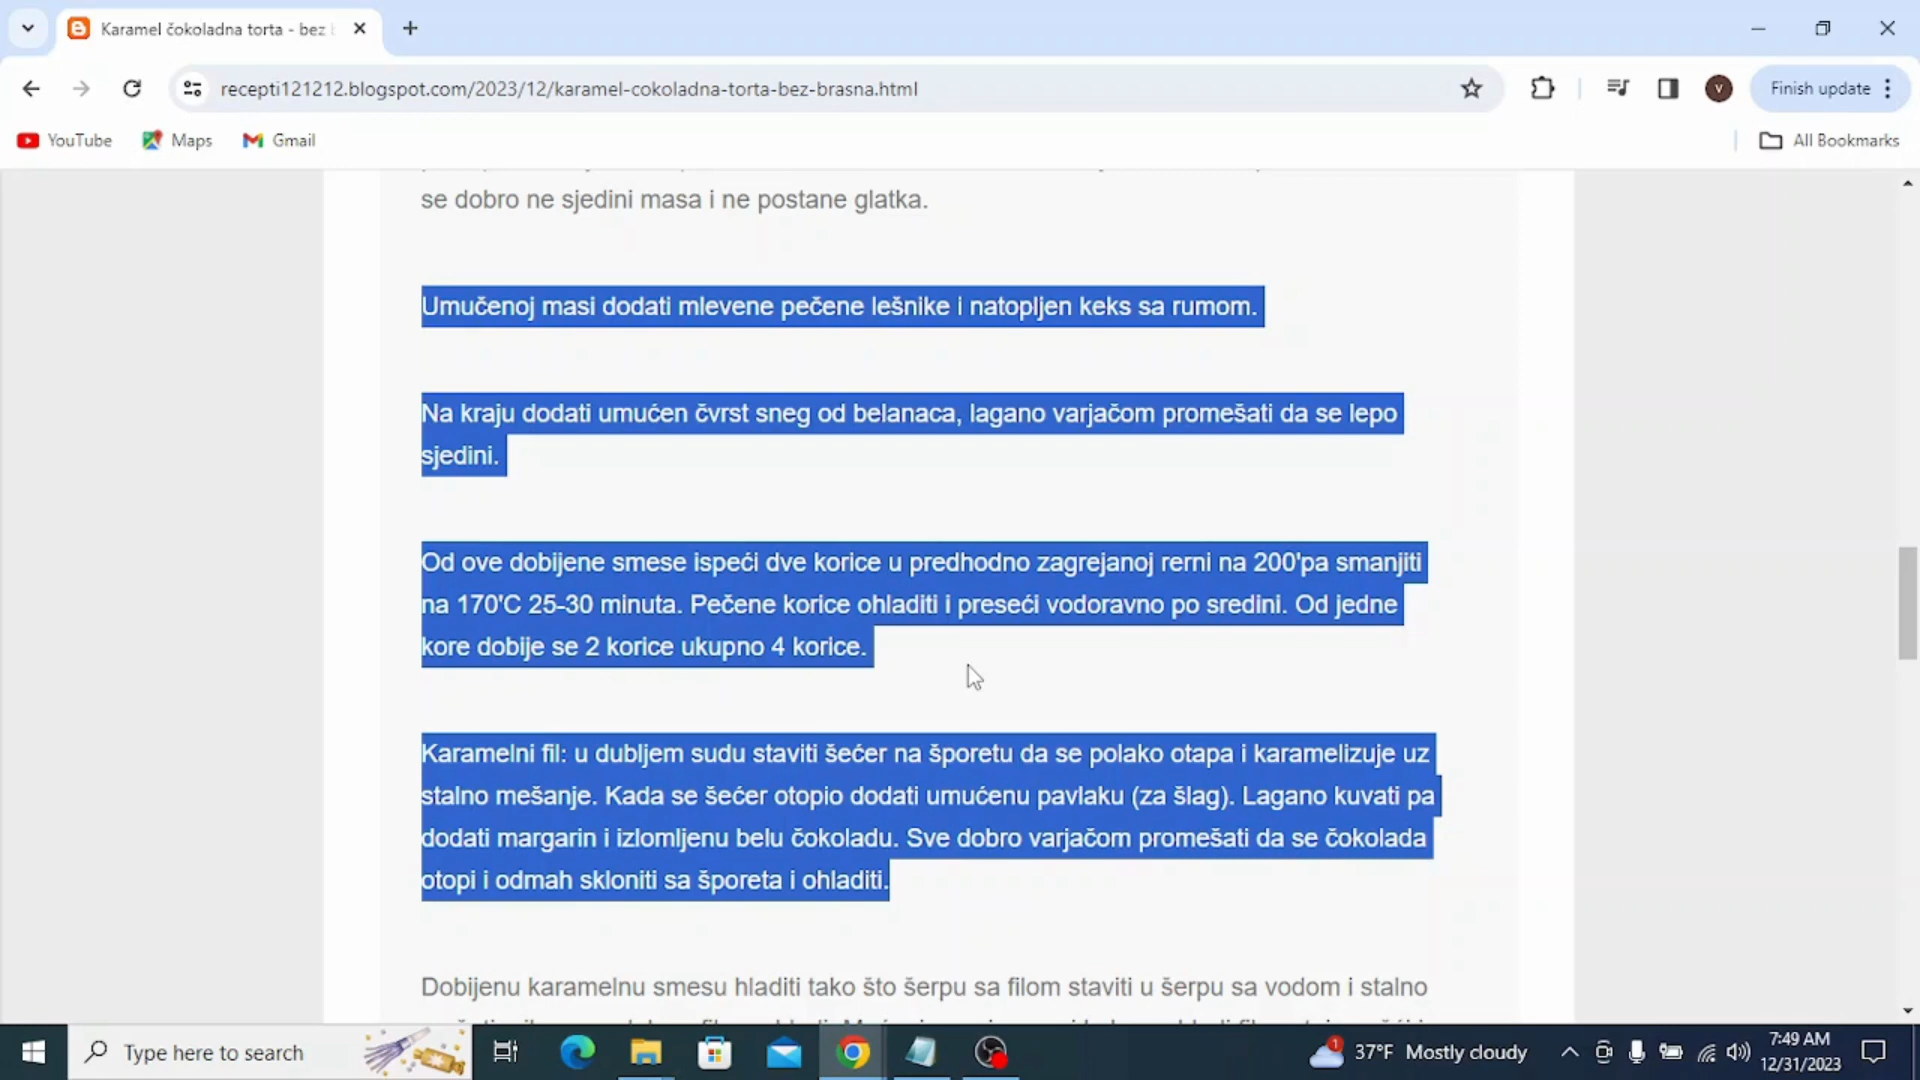 Karamel čokoladna torta - bez
recepti121212.blogspot.com/2023/12/karamel-cokoladna-torta-bez-brasna.html
V
Finish update
YouTube
Maps
Gmail
All Bookmarks
se dobro ne sjedini masa i ne postane glatka.
Umučenoj masi dodati mlevene pečene lešnike i natopljen keks sa rumom.
Na kraju dodati umućen čvrst sneg od belanaca, lagano varjačom promešati da se lepo
sjedini.
Od ove dobijene smese ispeći dve korice u predhodno zagrejanoj rerni na 200'pa smanjiti
na 170'C 25-30 minuta. Pečene korice ohladiti i preseći vodoravno po sredini. Od jedne
kore dobije se 2 korice ukupno 4 korice.
Karamelni fil: u dubljem sudu staviti šećer na šporetu da se polako otapa i karamelizuje uz
stalno mešanje. Kada se šećer otopio dodati umućenu pavlaku (za šlag). Lagano kuvati pa
dodati margarin i izlomljenu belu čokoladu. Sve dobro varjačom promešati da se čokolada
otopi i odmah skloniti sa šporeta i ohladiti.
Dobijenu karamelnu smesu hladiti tako što šerpu sa filom staviti u šerpu sa vodom i stalno
Type here to search
1
37°F Mostly cloudy
7:49 AM
12/31/2023